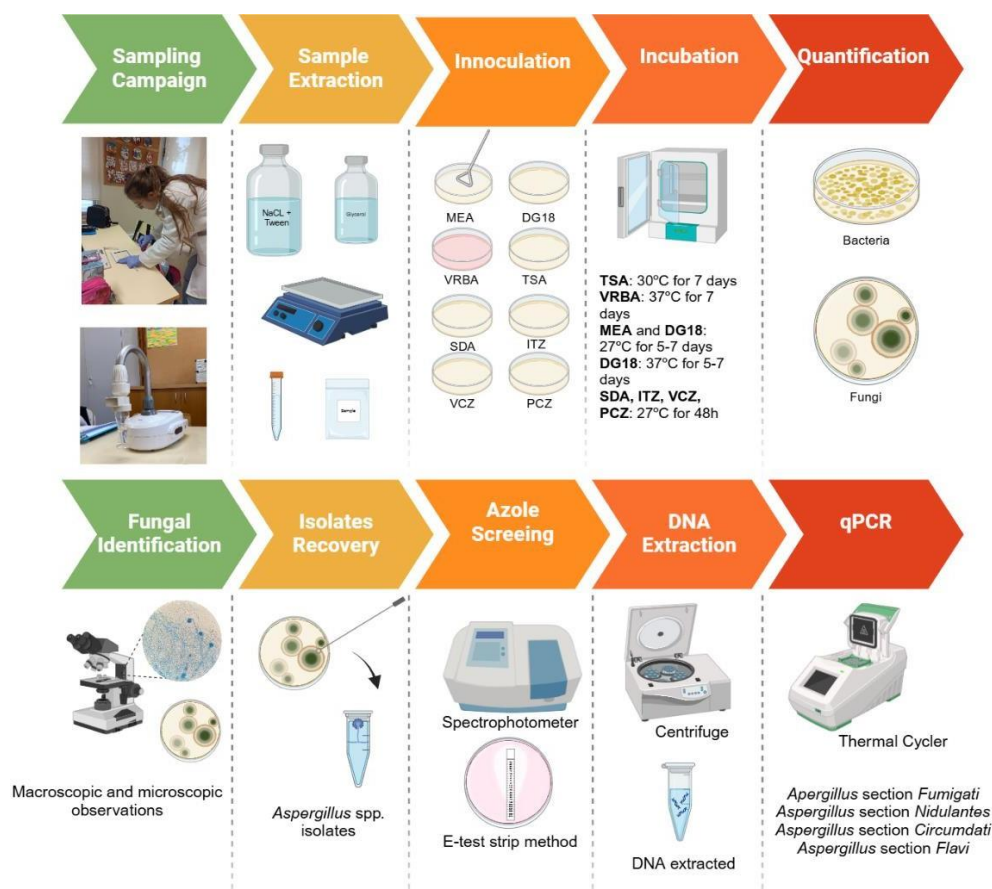 Sampling
Campaign
Sample
Extraction
Innoculation
Incubation
Quantification
NaCL +
Tween
Glycerol
Sample
MEA
DG18
VRBA
TSA
SDA
ITZ
VCZ
PCZ
TSA: 30ºC for 7 days
VRBA: 37ºC for 7
days
MEA and DG18:
27ºC for 5-7 days
DG18: 37ºC for 5-7
days
SDA, ITZ, VCZ,
PCZ: 27ºC for 48h
Bacteria
Fungi
Fungal
Identification
Isolates
Recovery
Azole
Screeing
DNA
Extraction
qPCR
Macroscopic and microscopic
observations
Aspergillus spp.
isolates
Spectrophotometer
E-test strip method
Centrifuge
DNA extracted
Thermal Cycler
Apergillus section Fumigati
Aspergillus section Nidulantes
Aspergillus section Circumdati
Aspergillus section Flavi